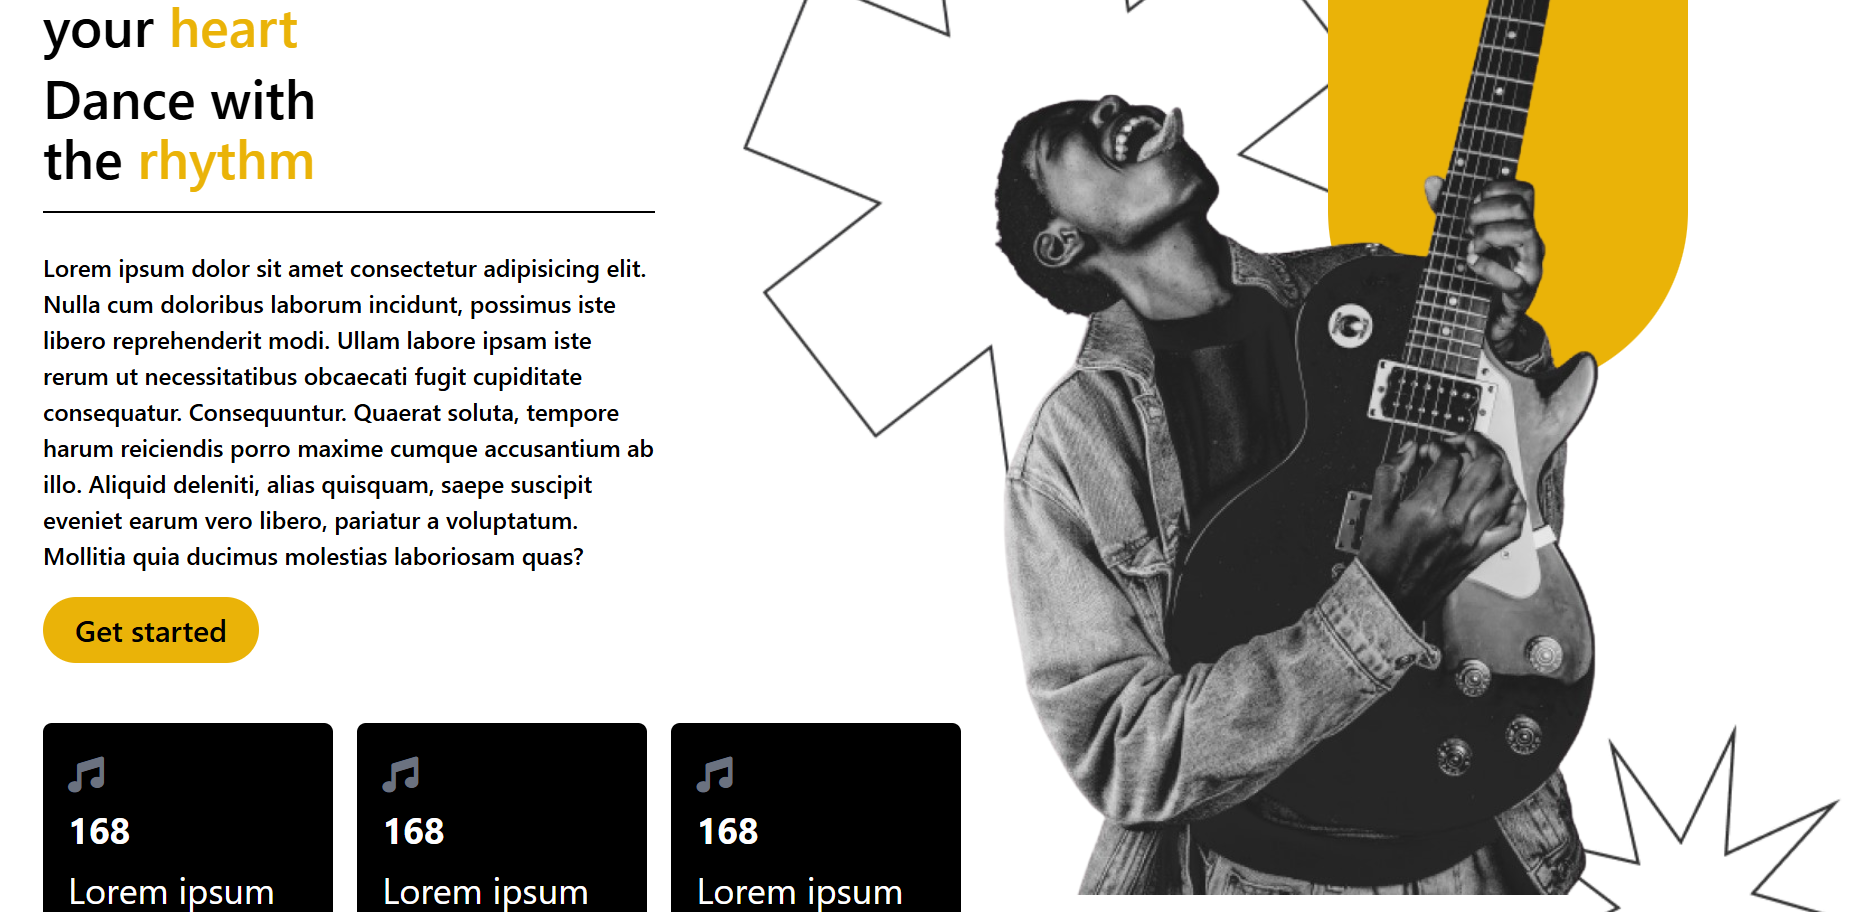 your heart
Dance with
the rhythm
Lorem ipsum dolor sit amet consectetur adipisicing elit.
Nulla cum doloribus laborum incidunt, possimus iste
libero reprehenderit modi. Ullam labore ipsam iste
rerum ut necessitatibus obcaecati fugit cupiditate
consequatur. Consequuntur. Quaerat soluta, tempore
harum reiciendis porro maxime cumque accusantium ab
illo. Aliquid deleniti, alias quisquam, saepe suscipit
eveniet earum vero libero, pariatur a voluptatum.
Mollitia quia ducimus molestias laboriosam quas?
Get started
168
Lorem ipsum
168
Lorem ipsum
168
Lorem ipsum